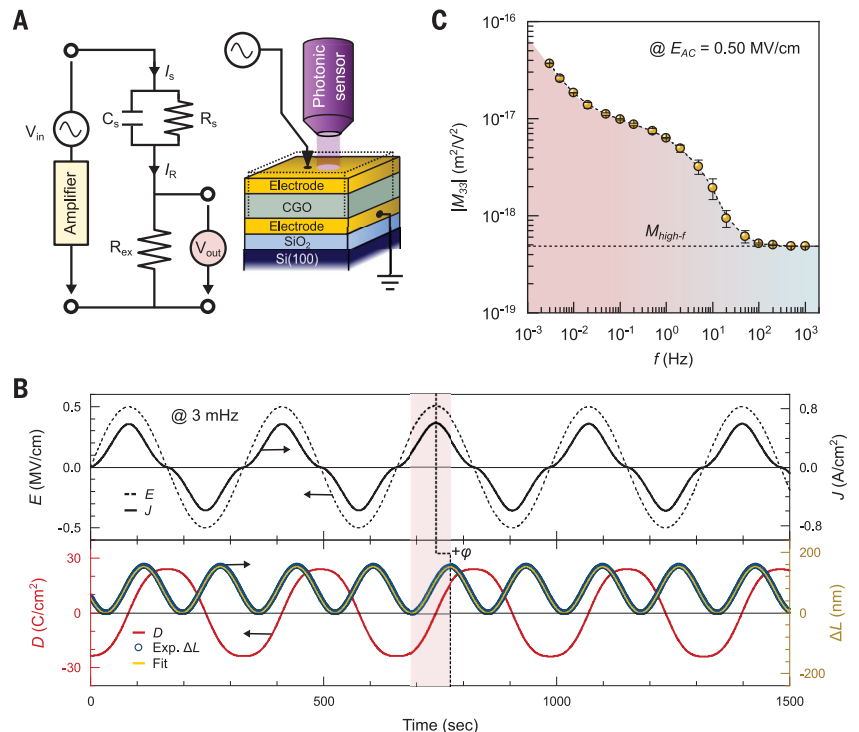 A
I_s
C_s
R_s
V_in
I_R
Amplifier
R_ex
V_out
Photonic
sensor
Electrode
CGO
Electrode
SiO₂
Si(100)
C
@ E_AC = 0.50 MV/cm
|M_33| (m²/V²)
10⁻¹⁶
10⁻¹⁷
10⁻¹⁸
10⁻¹⁹
M_high-f
10⁻³ 10⁻² 10⁻¹ 10⁰ 10¹ 10² 10³
f (Hz)
B
@ 3 mHz
E (MV/cm)
0.5
0.0
-0.5
E
J
J (A/cm²)
0.8
0.0
-0.8
+φ
D (C/cm²)
30
0
-30
D
Exp. ΔL
Fit
ΔL (nm)
200
0
-200
0 500 1000 1500
Time (sec)